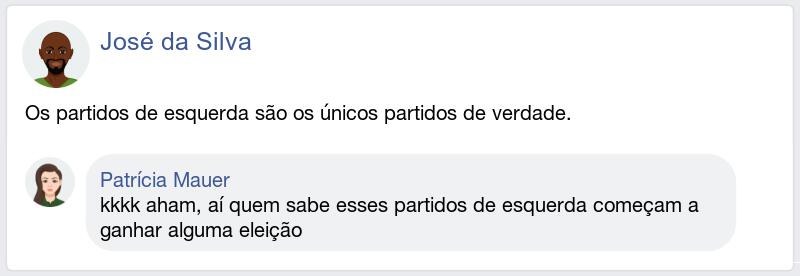 José da Silva
Os partidos de esquerda são os únicos partidos de verdade.
Patrícia Mauer
kkkk aham, aí quem sabe esses partidos de esquerda começam a
ganhar alguma eleição